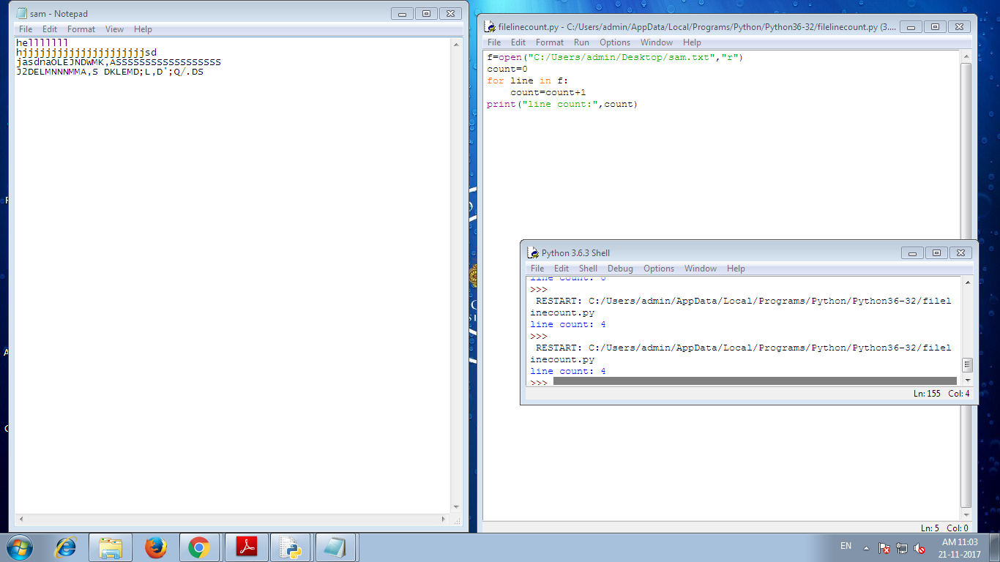 sam - Notepad
File Edit Format View Help
helllllll
hjjjjjjjjjjjjjjjjjjjjjsd
jasdnaOLEJNDwMK,ASSSSSSSSSSSSSSSSSS
J2DELMNNNMMA,S DKLEMD;L,D';Q/.DS
filelinecount.py - C:/Users/admin/AppData/Local/Programs/Python/Python36-32/filelinecount.py (3....
File Edit Format Run Options Window Help
f=open("C:/Users/admin/Desktop/sam.txt","r")
count=0
for line in f:
    count=count+1
print("line count:",count)
Ln: 5 Col: 0
Python 3.6.3 Shell
File Edit Shell Debug Options Window Help
line count: 0
>>>
 RESTART: C:/Users/admin/AppData/Local/Programs/Python/Python36-32/filel
inecount.py
line count: 4
>>>
 RESTART: C:/Users/admin/AppData/Local/Programs/Python/Python36-32/filel
inecount.py
line count: 4
>>>
Ln: 155 Col: 4
EN
AM 11:03
21-11-2017